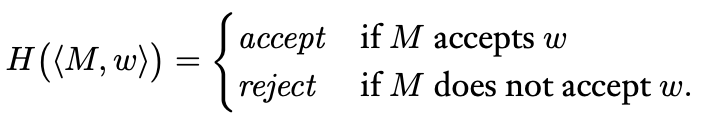 H(⟨M, w⟩) = { accept if M accepts w
reject if M does not accept w.